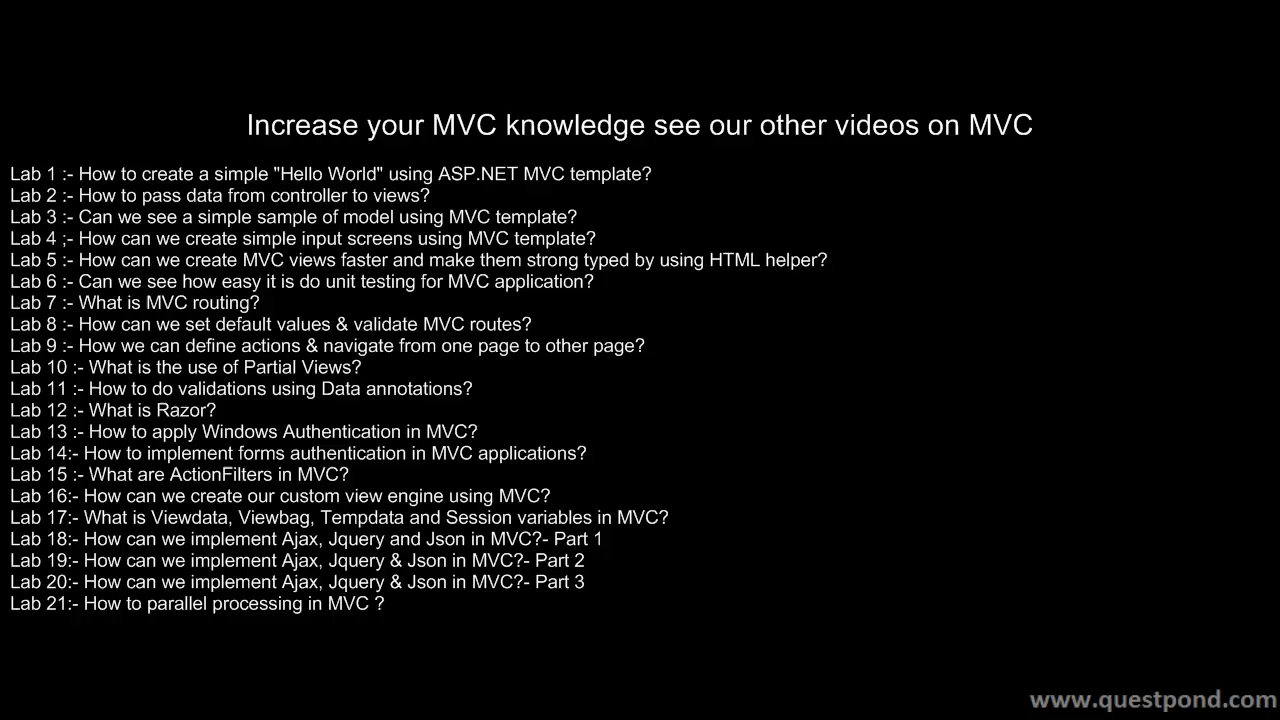 Increase your MVC knowledge see our other videos on MVC
Lab 1 :- How to create a simple "Hello World" using ASP.NET MVC template?
Lab 2 :- How to pass data from controller to views?
Lab 3 :- Can we see a simple sample of model using MVC template?
Lab 4 ;- How can we create simple input screens using MVC template?
Lab 5 :- How can we create MVC views faster and make them strong typed by using HTML helper?
Lab 6 :- Can we see how easy it is do unit testing for MVC application?
Lab 7 :- What is MVC routing?
Lab 8 :- How can we set default values & validate MVC routes?
Lab 9 :- How we can define actions & navigate from one page to other page?
Lab 10 :- What is the use of Partial Views?
Lab 11 :- How to do validations using Data annotations?
Lab 12 :- What is Razor?
Lab 13 :- How to apply Windows Authentication in MVC?
Lab 14:- How to implement forms authentication in MVC applications?
Lab 15 :- What are ActionFilters in MVC?
Lab 16:- How can we create our custom view engine using MVC?
Lab 17:- What is Viewdata, Viewbag, Tempdata and Session variables in MVC?
Lab 18:- How can we implement Ajax, Jquery and Json in MVC?- Part 1
Lab 19:- How can we implement Ajax, Jquery & Json in MVC?- Part 2
Lab 20:- How can we implement Ajax, Jquery & Json in MVC?- Part 3
Lab 21:- How to parallel processing in MVC ?
www.questpond.com